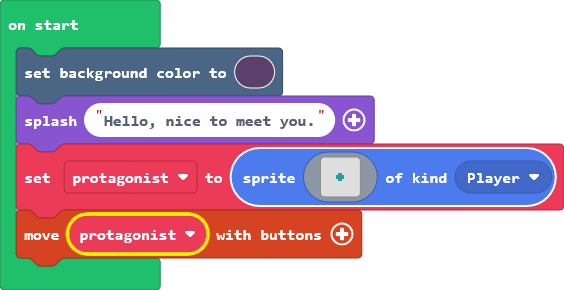 on start
set background color to
splash "Hello, nice to meet you."
set protagonist to sprite of kind Player
move protagonist with buttons